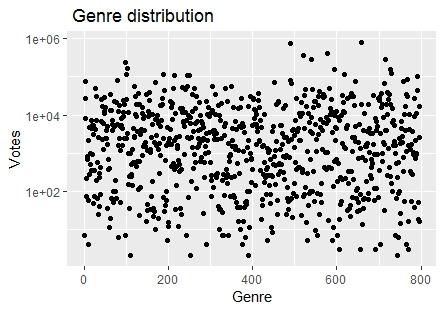 Genre distribution
1e+06
1e+04
1e+02
Votes
0
200
400
600
800
Genre